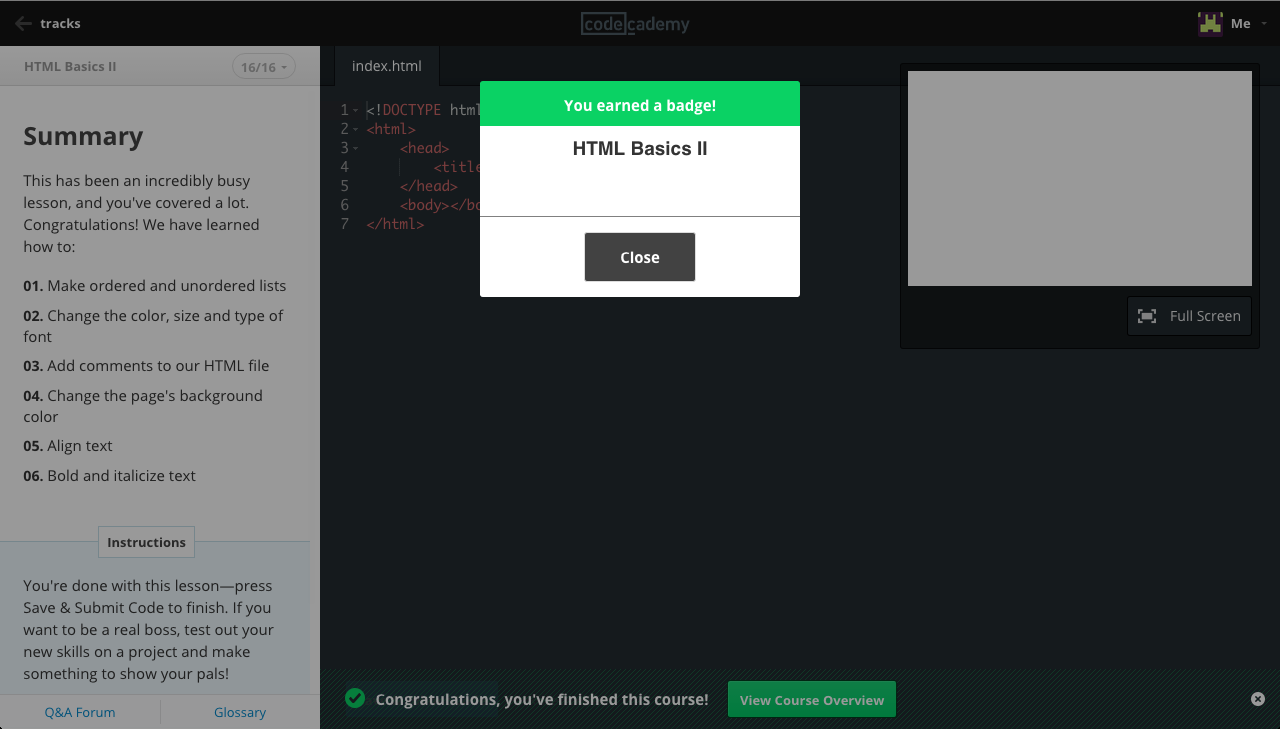 tracks
codecademy
Me
HTML Basics II
16/16
Summary
This has been an incredibly busy
lesson, and you've covered a lot.
Congratulations! We have learned
how to:
01. Make ordered and unordered lists
02. Change the color, size and type of
font
03. Add comments to our HTML file
04. Change the page's background
color
05. Align text
06. Bold and italicize text
Instructions
You're done with this lesson—press
Save & Submit Code to finish. If you
want to be a real boss, test out your
new skills on a project and make
something to show your pals!
Q&A Forum
Glossary
index.html
1 <!DOCTYPE html
2 <html>
3 <head>
4 <title
5 </head>
6 <body></bo
7 </html>
You earned a badge!
HTML Basics II
Close
Full Screen
Congratulations, you've finished this course!
View Course Overview